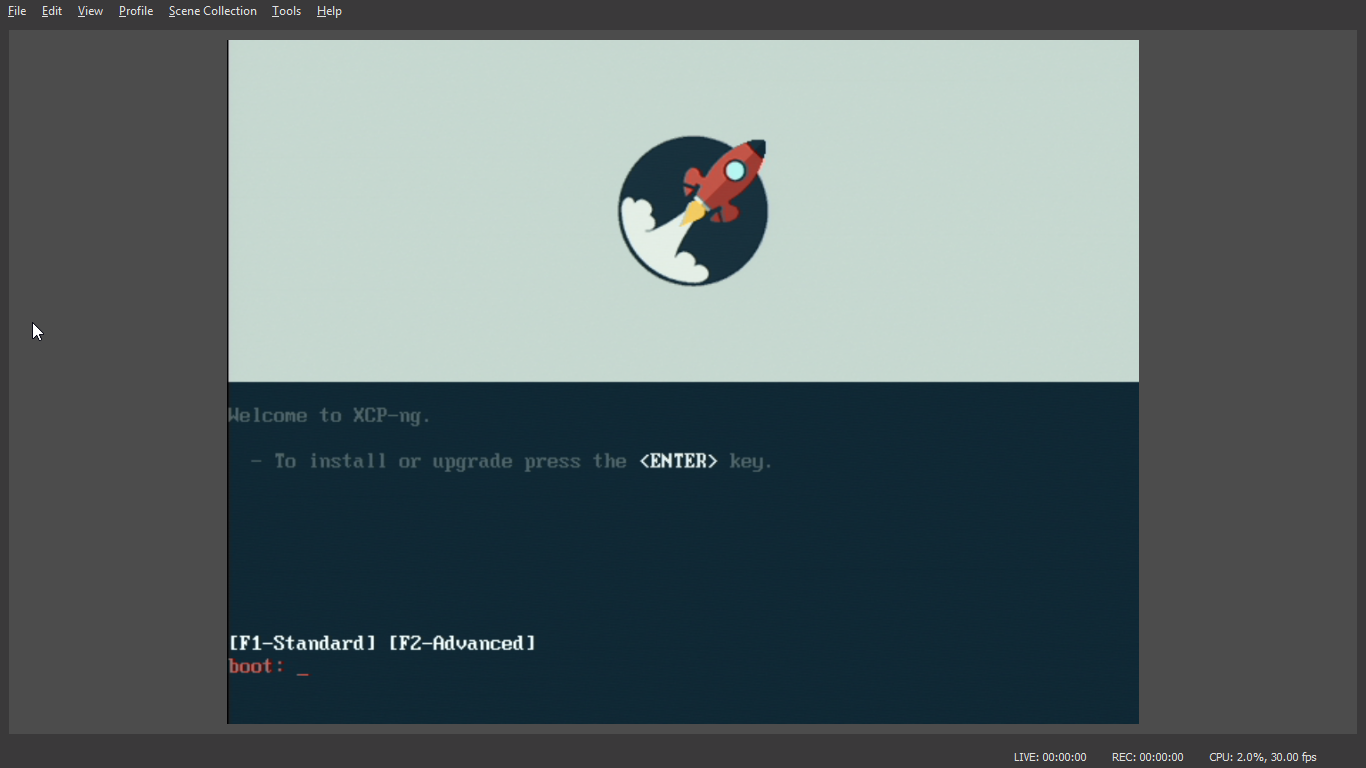 File Edit View Profile Scene Collection Tools Help
Welcome to XCP-ng.
- To install or upgrade press the <ENTER> key.
[F1-Standard] [F2-Advanced]
boot: _
LIVE: 00:00:00 REC: 00:00:00 CPU: 2.0%, 30.00 fps